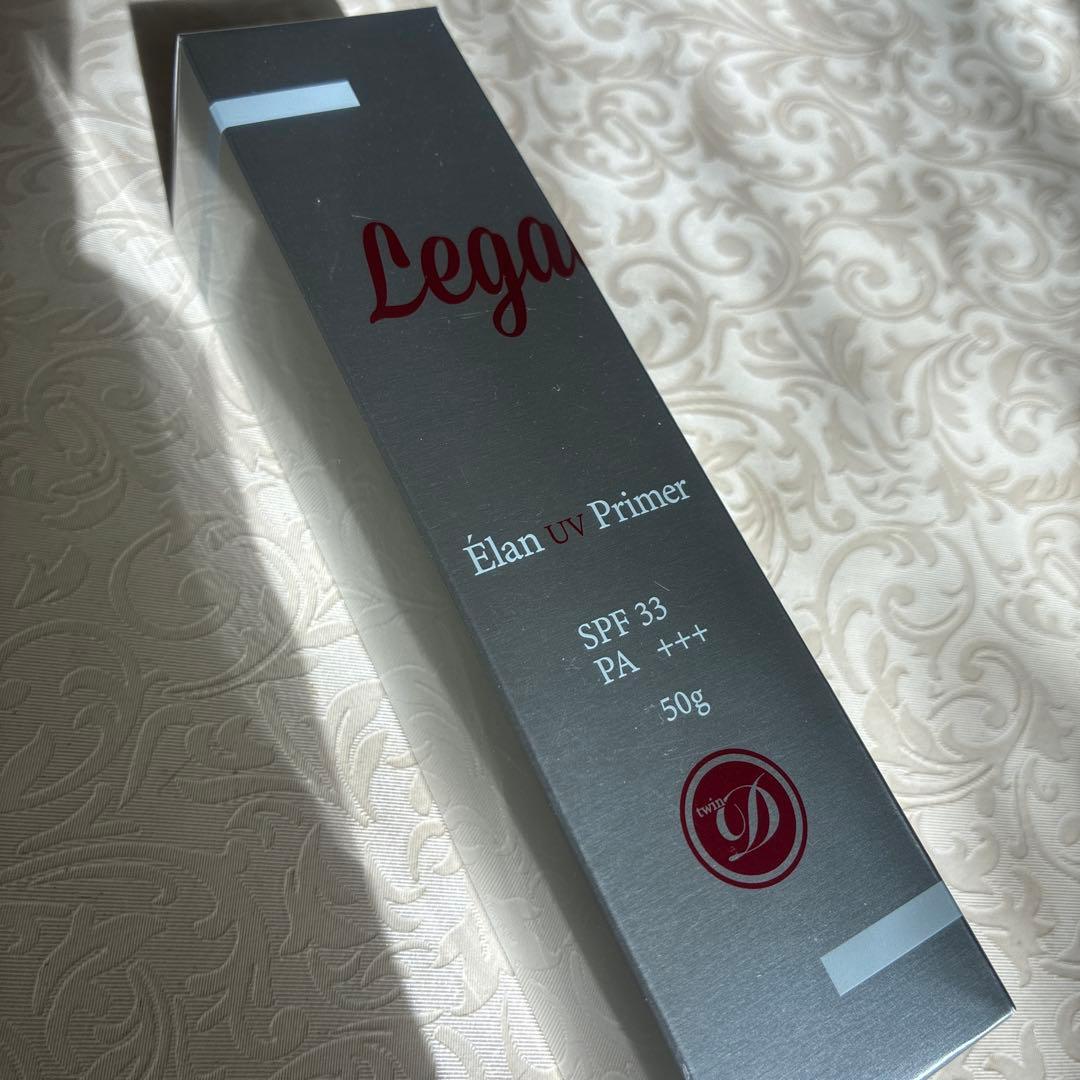 Lega
Élan UV Primer
SPF 33
PA +++
50g
twin
D